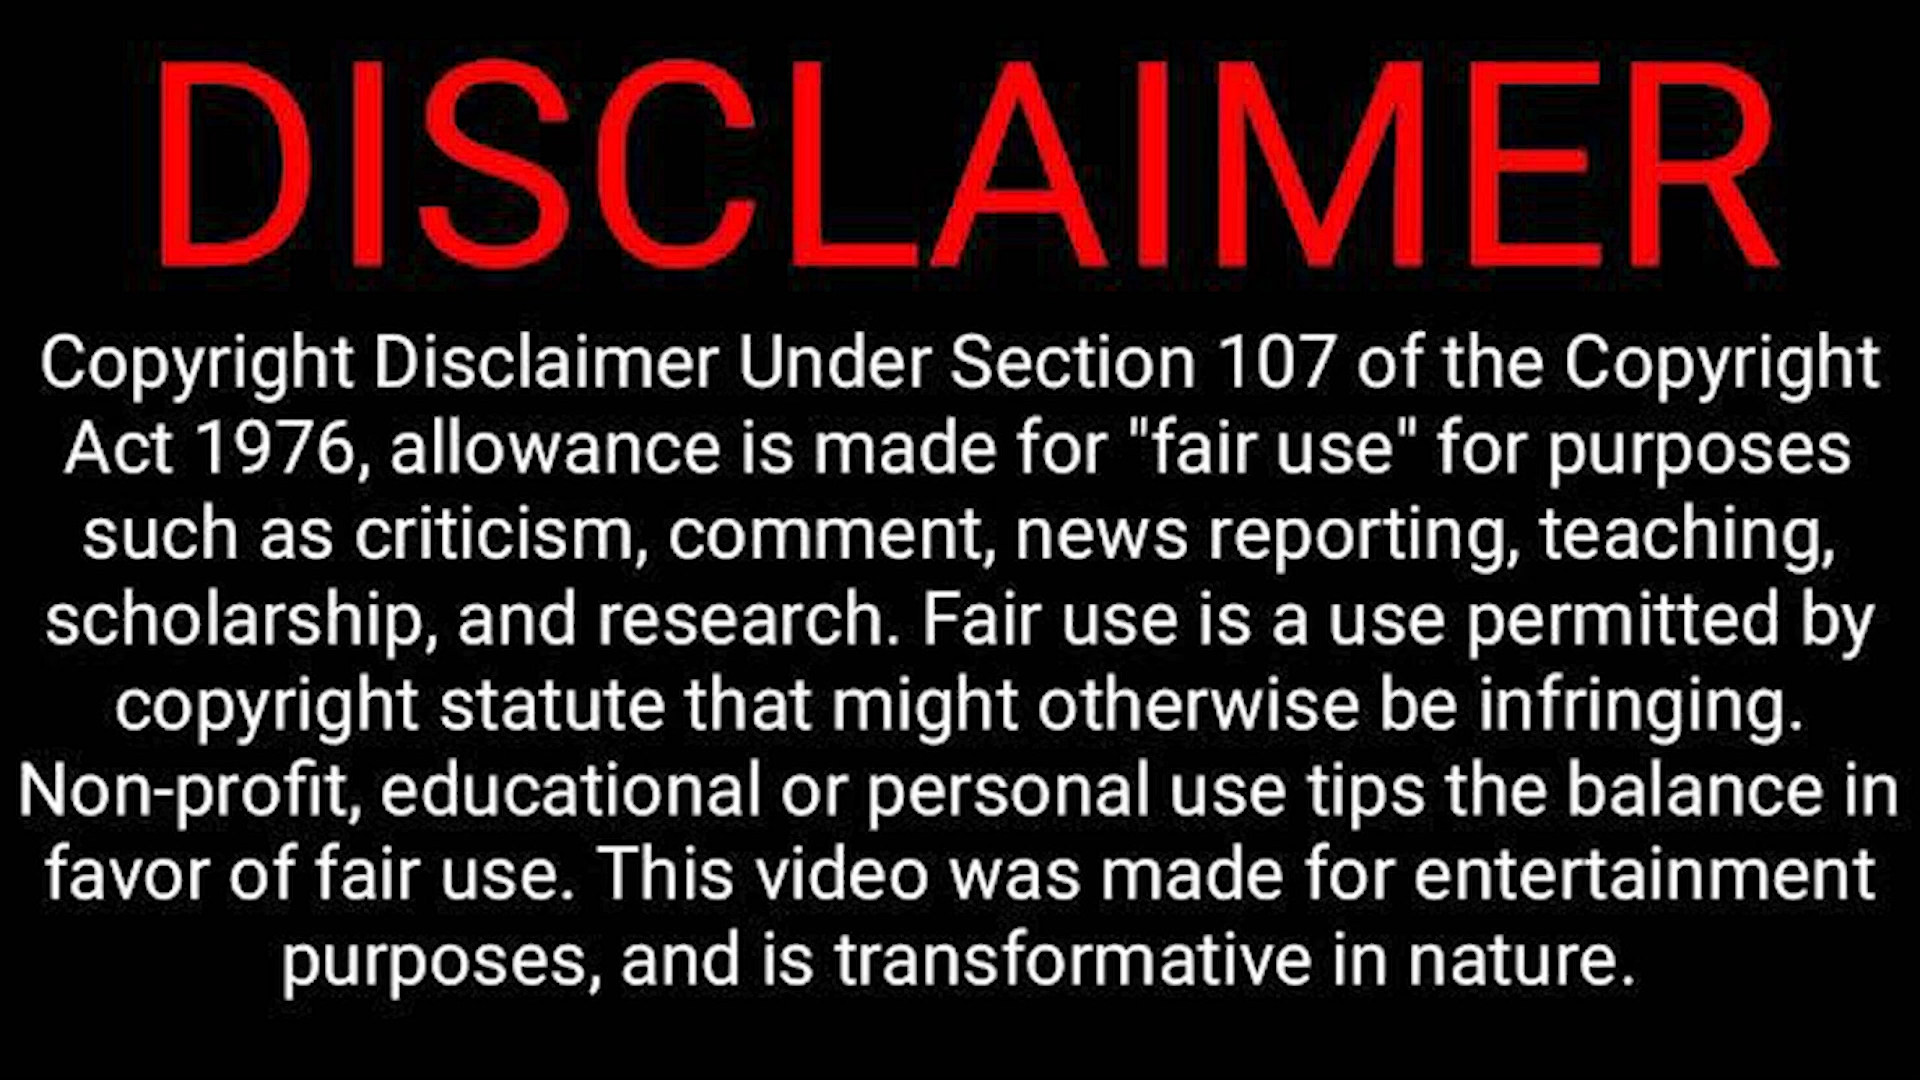 DISCLAIMER
Copyright Disclaimer Under Section 107 of the Copyright
Act 1976, allowance is made for "fair use" for purposes
such as criticism, comment, news reporting, teaching,
scholarship, and research. Fair use is a use permitted by
copyright statute that might otherwise be infringing.
Non-profit, educational or personal use tips the balance in
favor of fair use. This video was made for entertainment
purposes, and is transformative in nature.